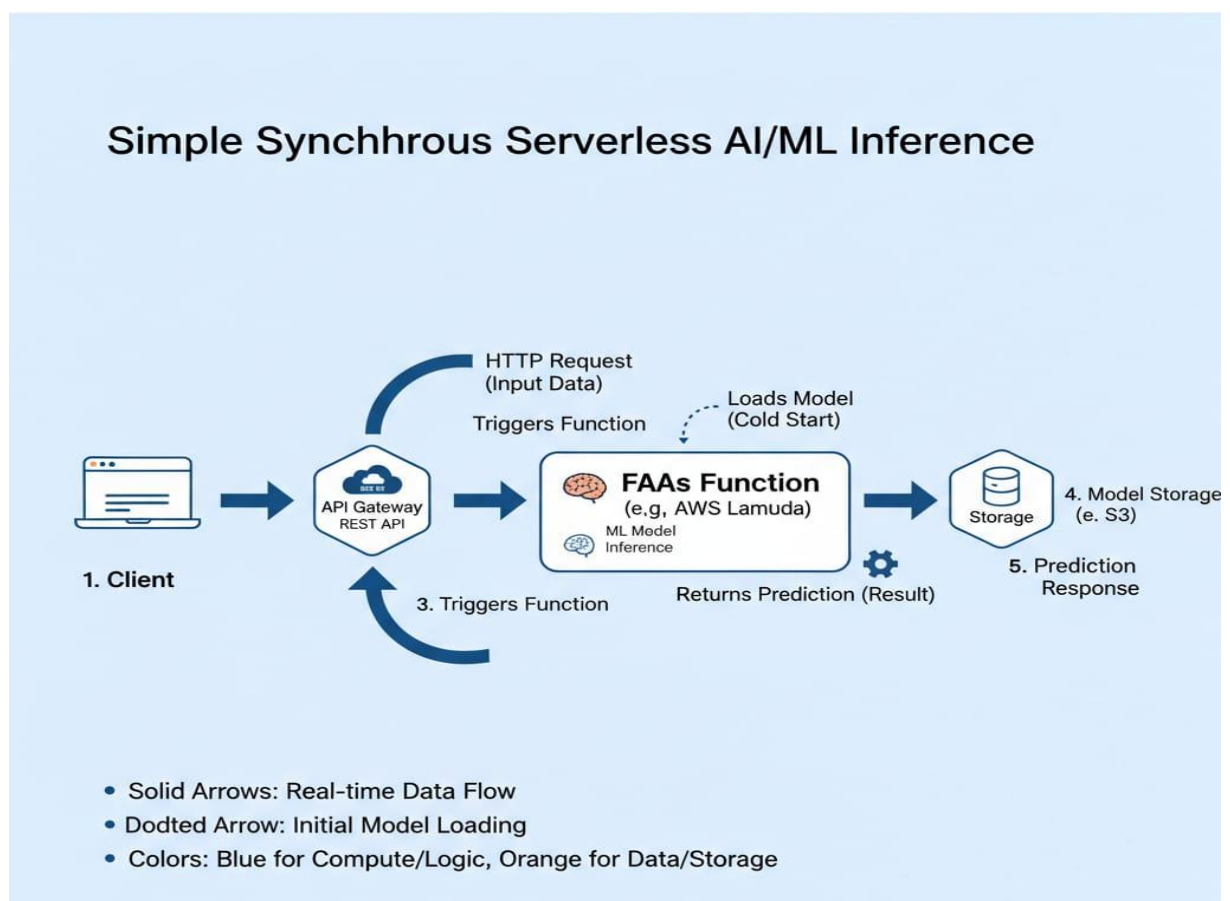 Simple Synchhrous Serverless AI/ML Inference
HTTP Request
(Input Data)
Triggers Function
Loads Model
(Cold Start)
API Gateway
REST API
FAAs Function
(e.g, AWS Lamuda)
ML Model
Inference
Storage
4. Model Storage
(e. S3)
1. Client
3. Triggers Function
Returns Prediction (Result)
5. Prediction
Response
• Solid Arrows: Real-time Data Flow
• Dodted Arrow: Initial Model Loading
• Colors: Blue for Compute/Logic, Orange for Data/Storage